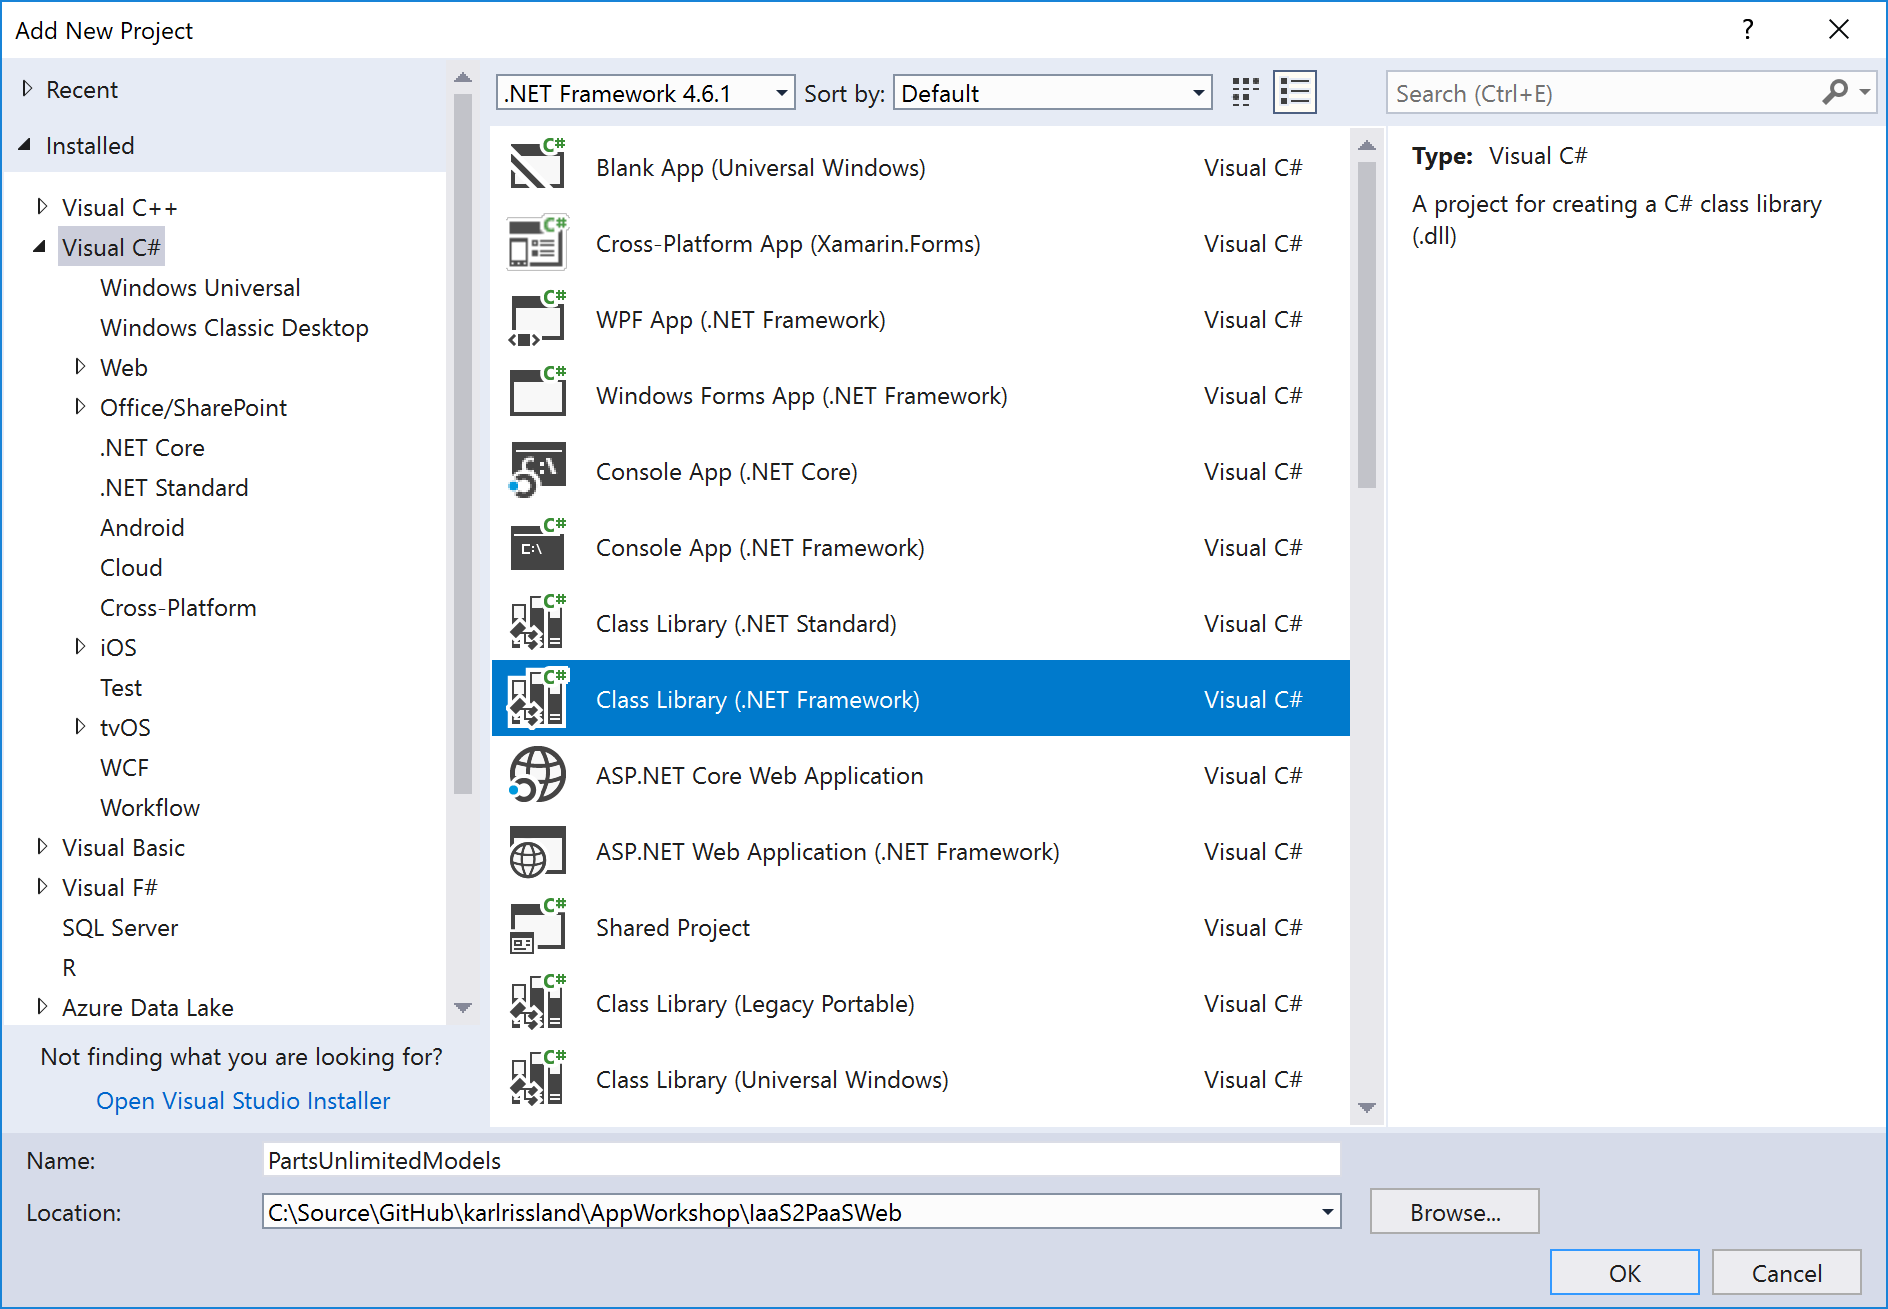 Add New Project
?
Recent
Installed
Visual C++
Visual C#
Windows Universal
Windows Classic Desktop
Web
Office/SharePoint
.NET Core
.NET Standard
Android
Cloud
Cross-Platform
iOS
Test
tvOS
WCF
Workflow
Visual Basic
Visual F#
SQL Server
R
Azure Data Lake
Not finding what you are looking for?
Open Visual Studio Installer
.NET Framework 4.6.1 Sort by: Default
Search (Ctrl+E)
Blank App (Universal Windows) Visual C#
Cross-Platform App (Xamarin.Forms) Visual C#
WPF App (.NET Framework) Visual C#
Windows Forms App (.NET Framework) Visual C#
Console App (.NET Core) Visual C#
Console App (.NET Framework) Visual C#
Class Library (.NET Standard) Visual C#
Class Library (.NET Framework) Visual C#
ASP.NET Core Web Application Visual C#
ASP.NET Web Application (.NET Framework) Visual C#
Shared Project Visual C#
Class Library (Legacy Portable) Visual C#
Class Library (Universal Windows) Visual C#
Type: Visual C#
A project for creating a C# class library
(.dll)
Name: PartsUnlimitedModels
Location: C:\Source\GitHub\karlrissland\AppWorkshop\IaaS2PaaSWeb
Browse...
OK Cancel